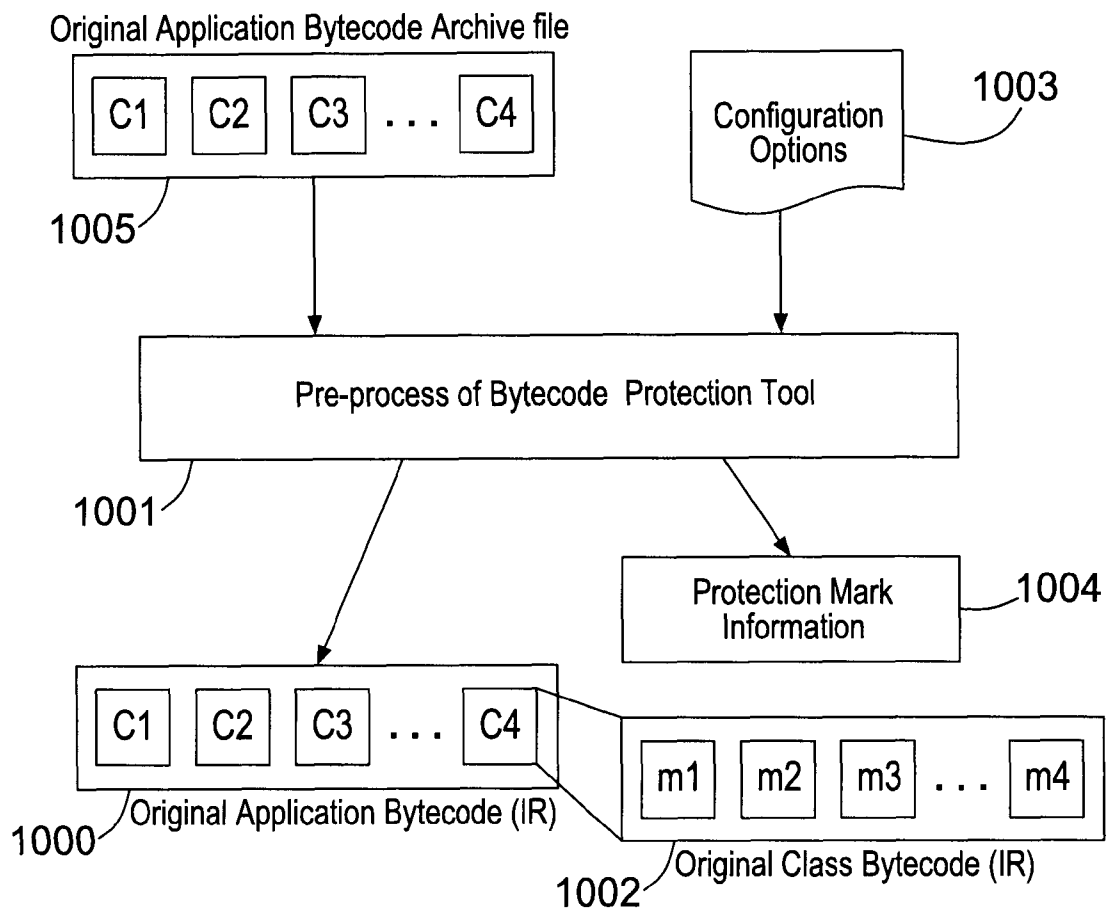 Original Application Bytecode Archive file
C1 C2 C3 . . . C4
1005
Configuration
Options
1003
Pre-process of Bytecode Protection Tool
1001
Protection Mark
Information
1004
C1 C2 C3 . . . C4
Original Application Bytecode (IR)
1000
m1 m2 m3 . . . m4
Original Class Bytecode (IR)
1002